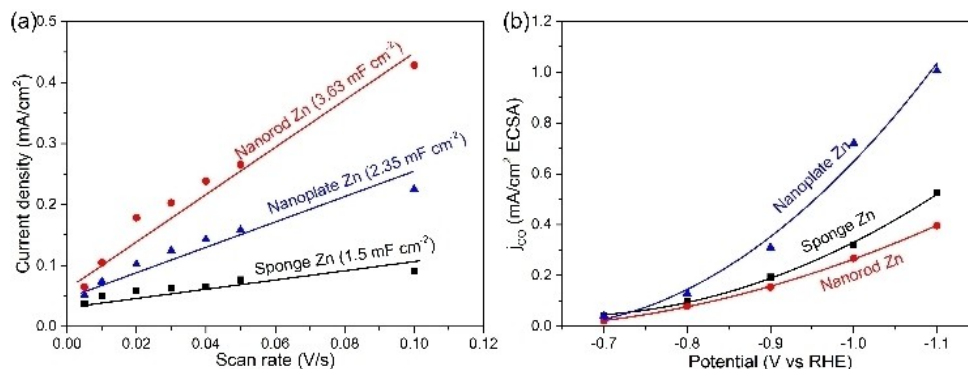 (a)
Current density (mA/cm²)
0.5
0.4
0.3
0.2
0.1
0.0
Nanorod Zn (3.63 mF cm⁻²)
Nanoplate Zn (2.35 mF cm⁻²)
Sponge Zn (1.5 mF cm⁻²)
0.00 0.02 0.04 0.06 0.08 0.10 0.12
Scan rate (V/s)
(b)
j_CO (mA/cm² ECSA)
1.2
1.0
0.8
0.6
0.4
0.2
0.0
Nanoplate Zn
Sponge Zn
Nanorod Zn
-0.7 -0.8 -0.9 -1.0 -1.1
Potential (V vs RHE)